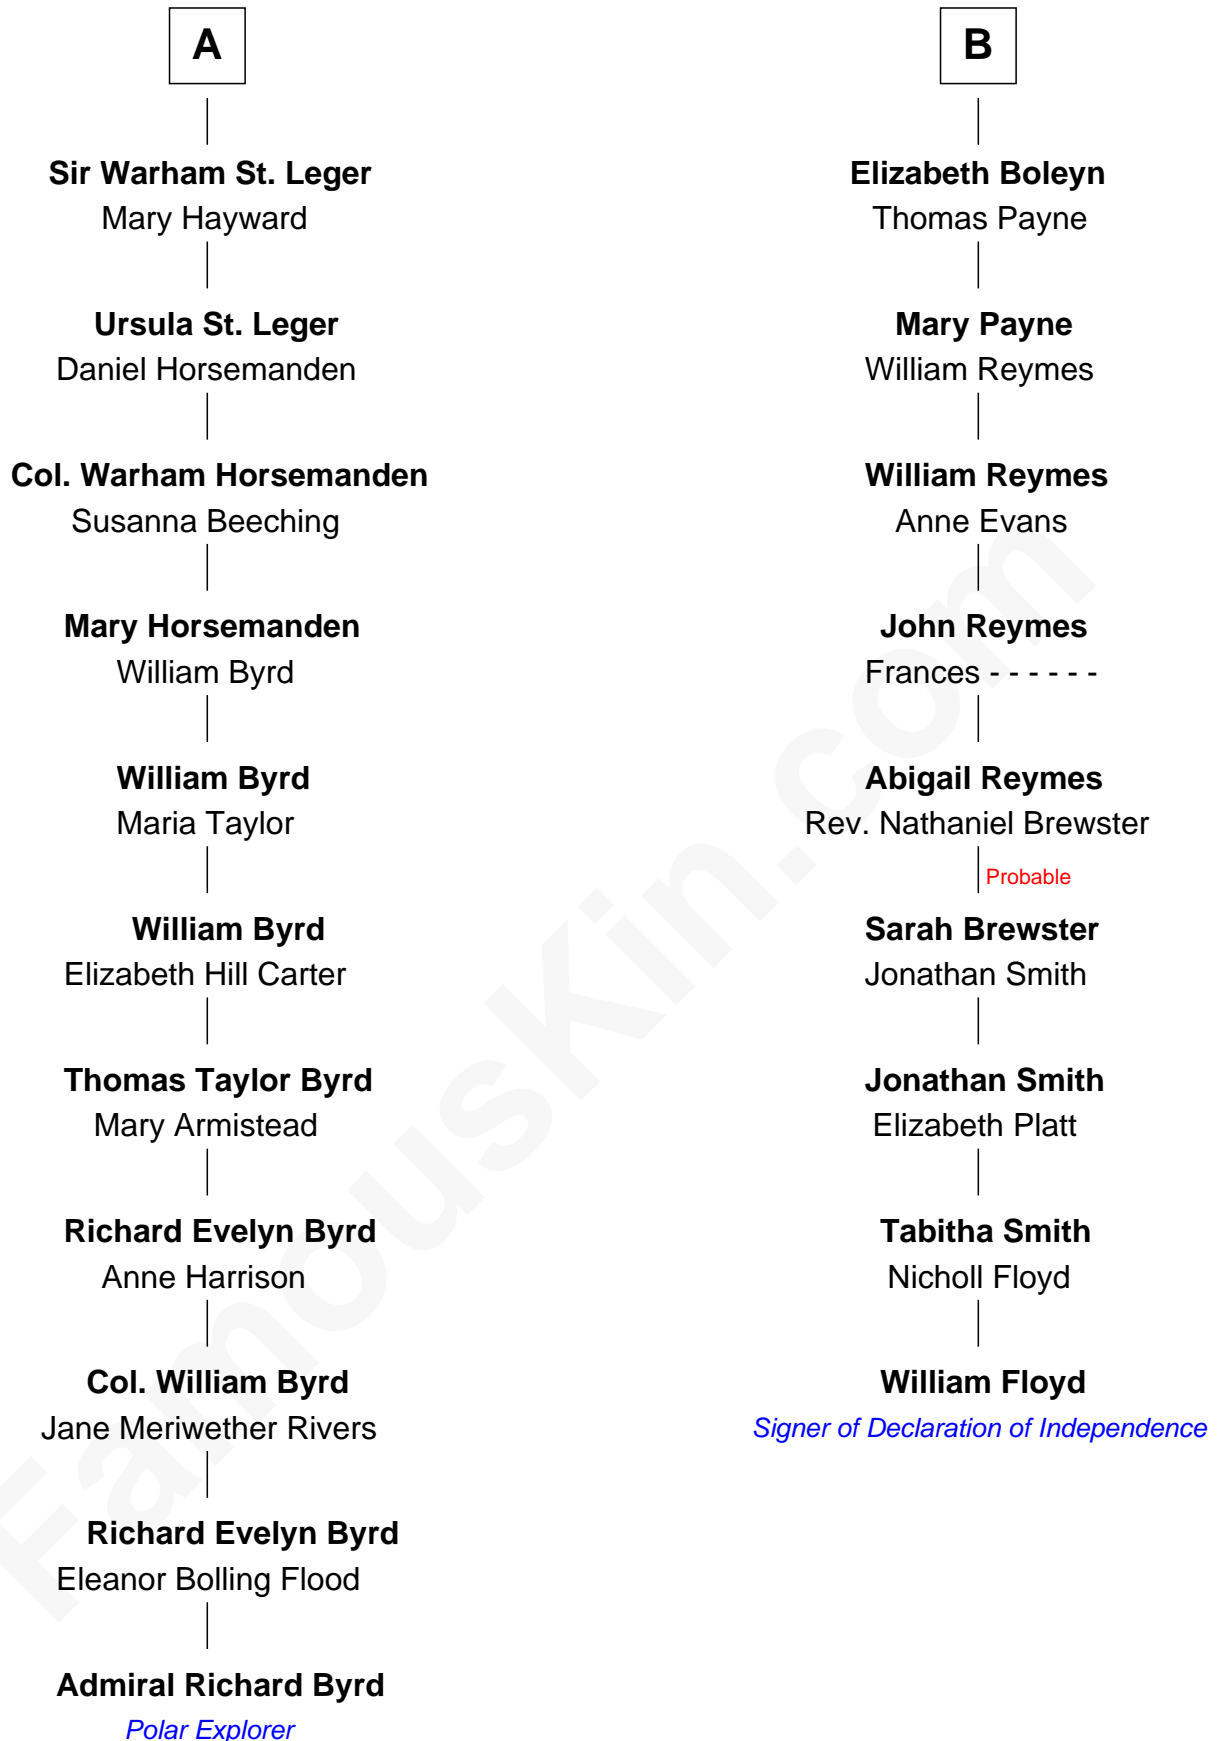 A
Sir Warham St. Leger
Mary Hayward
Ursula St. Leger
Daniel Horsemanden
Col. Warham Horsemanden
Susanna Beeching
Mary Horsemanden
William Byrd
William Byrd
Maria Taylor
William Byrd
Elizabeth Hill Carter
Thomas Taylor Byrd
Mary Armistead
Richard Evelyn Byrd
Anne Harrison
Col. William Byrd
Jane Meriwether Rivers
Richard Evelyn Byrd
Eleanor Bolling Flood
Admiral Richard Byrd
Polar Explorer
B
Elizabeth Boleyn
Thomas Payne
Mary Payne
William Reymes
William Reymes
Anne Evans
John Reymes
Frances - - - - - -
Abigail Reymes
Rev. Nathaniel Brewster
Probable
Sarah Brewster
Jonathan Smith
Jonathan Smith
Elizabeth Platt
Tabitha Smith
Nicholl Floyd
William Floyd
Signer of Declaration of Independence
FamousKin.com